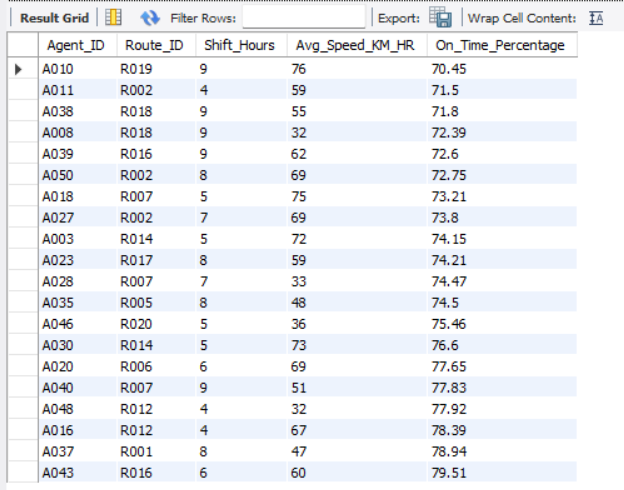 Result Grid Filter Rows: Export: Wrap Cell Content: IA
Agent_ID Route_ID Shift_Hours Avg_Speed_KM_HR On_Time_Percentage
A010 R019 9 76 70.45
A011 R002 4 59 71.5
A038 R018 9 55 71.8
A008 R018 9 32 72.39
A039 R016 9 62 72.6
A050 R002 8 69 72.75
A018 R007 5 75 73.21
A027 R002 7 69 73.8
A003 R014 5 72 74.15
A023 R017 8 59 74.21
A028 R007 7 33 74.47
A035 R005 8 48 74.5
A046 R020 5 36 75.46
A030 R014 5 73 76.6
A020 R006 6 69 77.65
A040 R007 9 51 77.83
A048 R012 4 32 77.92
A016 R012 4 67 78.39
A037 R001 8 47 78.94
A043 R016 6 60 79.51